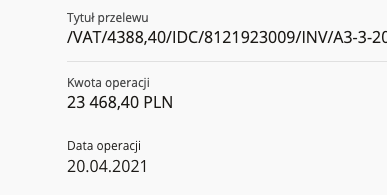 Tytuł przelewu
/VAT/4388,40/IDC/8121923009/INV/A3-3-20
Kwota operacji
23 468,40 PLN
Data operacji
20.04.2021